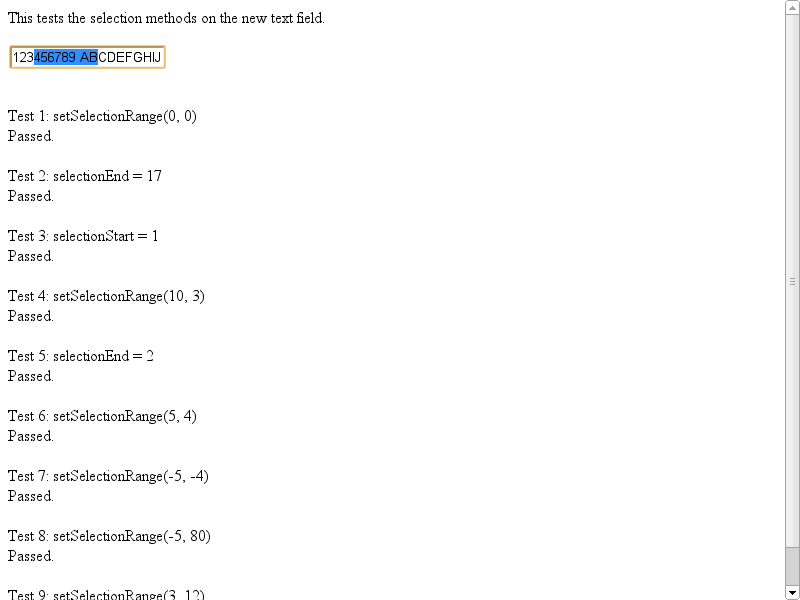 This tests the selection methods on the new text field.
123456789 ABCDEFGHIJ
Test 1: setSelectionRange(0, 0)
Passed.
Test 2: selectionEnd = 17
Passed.
Test 3: selectionStart = 1
Passed.
Test 4: setSelectionRange(10, 3)
Passed.
Test 5: selectionEnd = 2
Passed.
Test 6: setSelectionRange(5, 4)
Passed.
Test 7: setSelectionRange(-5, -4)
Passed.
Test 8: setSelectionRange(-5, 80)
Passed.
Test 9: setSelectionRange(3, 12)